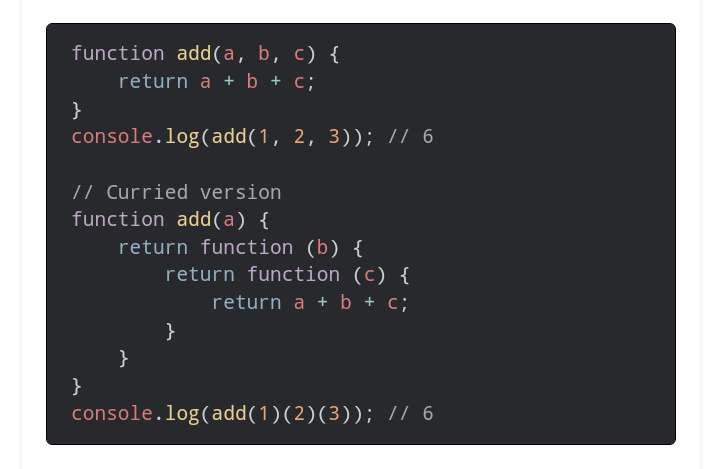 function add(a, b, c) {
    return a + b + c;
}
console.log(add(1, 2, 3)); // 6

// Curried version
function add(a) {
    return function (b) {
        return function (c) {
            return a + b + c;
        }
    }
}
console.log(add(1)(2)(3)); // 6